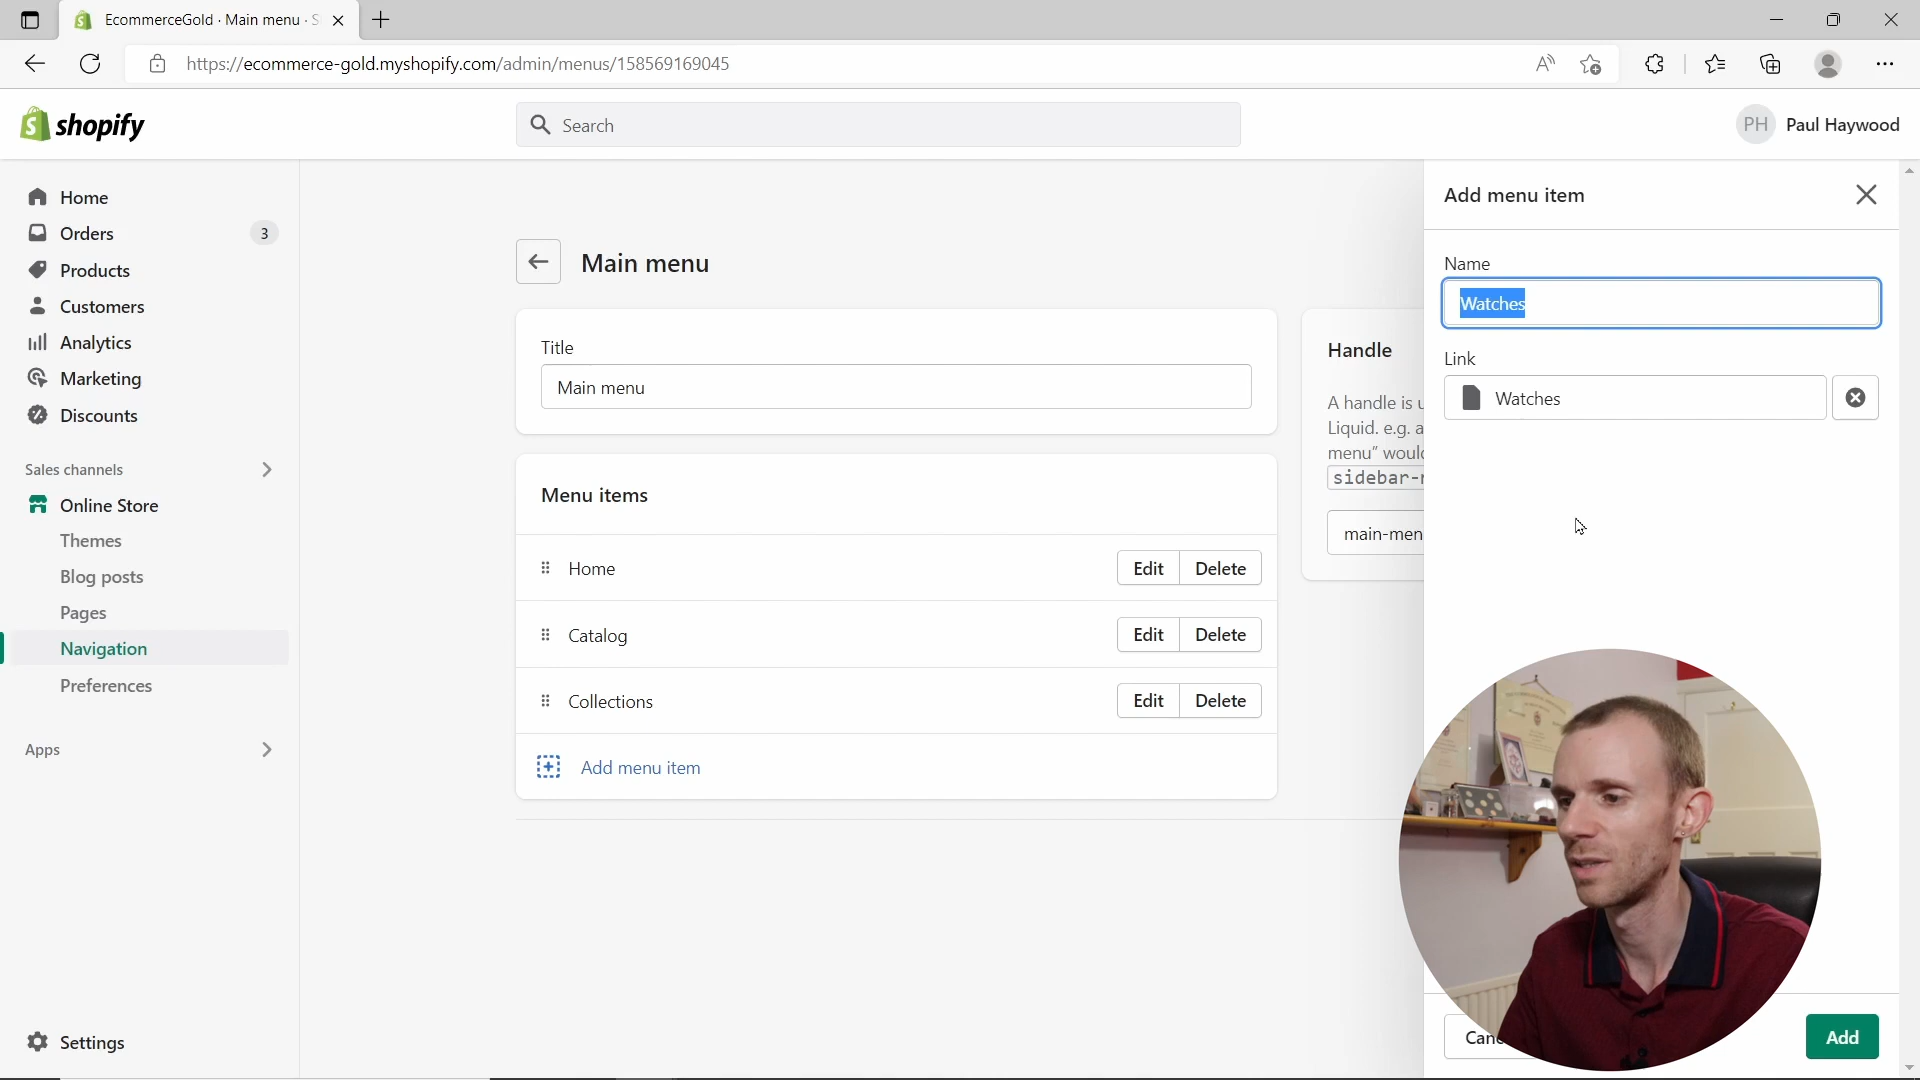 EcommerceGold · Main menu · S
https://ecommerce-gold.myshopify.com/admin/menus/158569169045
shopify
Search
PH Paul Haywood
Home
Orders 3
Products
Customers
Analytics
Marketing
Discounts
Sales channels
Online Store
Themes
Blog posts
Pages
Navigation
Preferences
Apps
Settings
Main menu
Title
Main menu
Menu items
Home Edit Delete
Catalog Edit Delete
Collections Edit Delete
Add menu item
Handle
A handle is u
Liquid. e.g. a
menu" would
sidebar-
main-men
Add menu item
Name
Watches
Link
Watches
Canc
Add